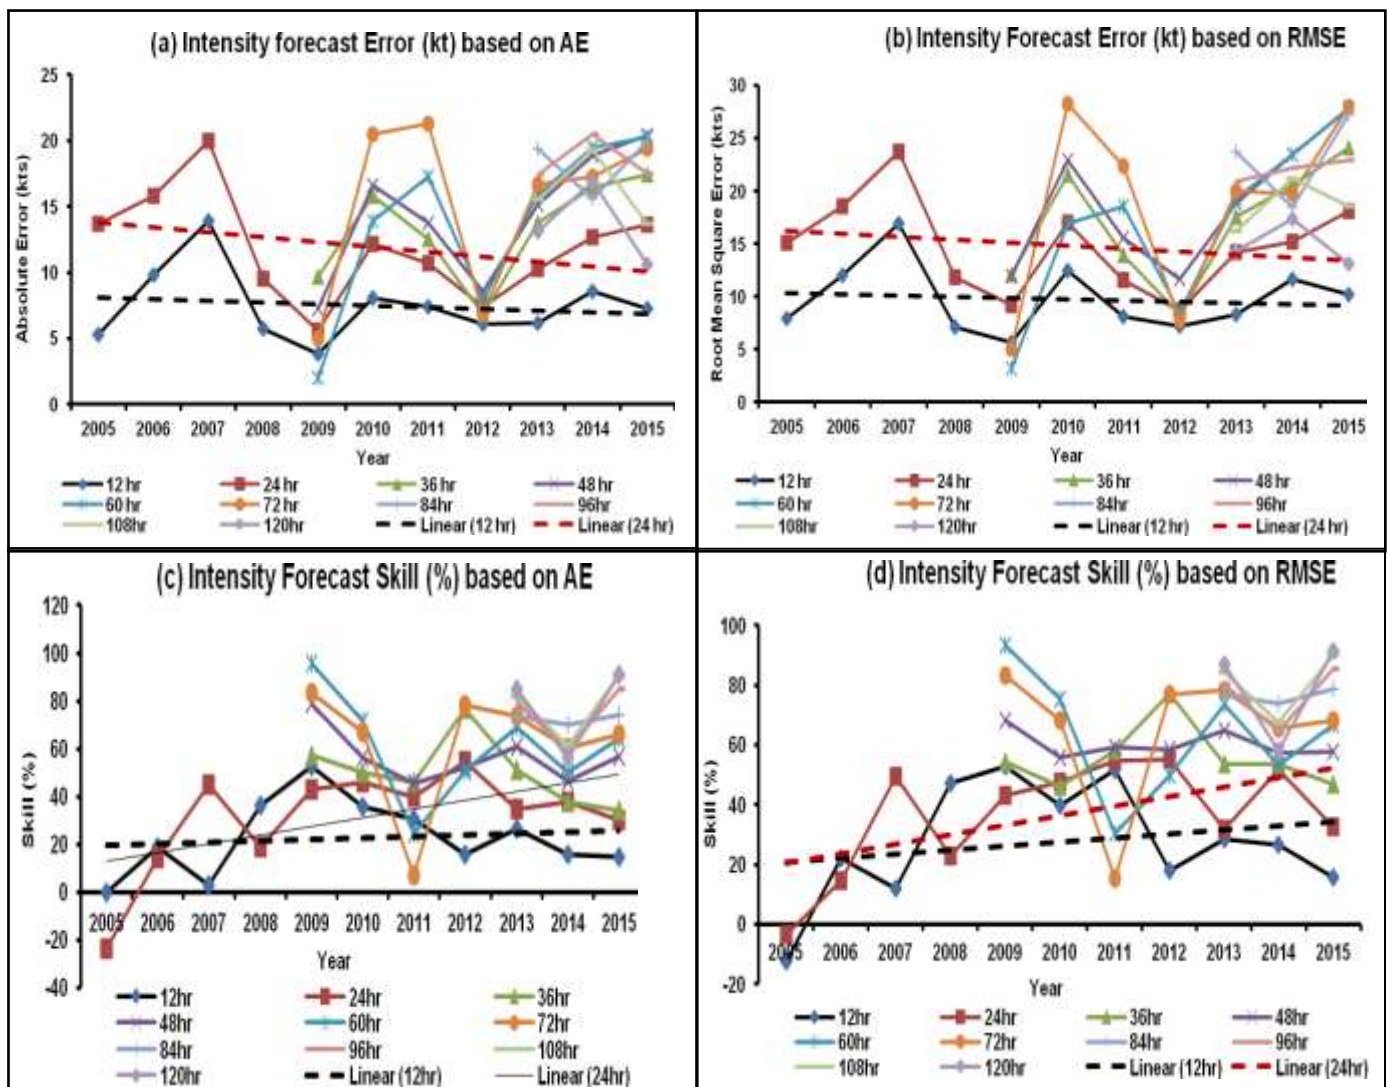 (a) Intensity forecast Error (kt) based on AE
Absolute Error (kts)
25
20
15
10
5
0
2005 2006 2007 2008 2009 2010 2011 2012 2013 2014 2015
Year
12 hr 24 hr 36 hr 48 hr
60 hr 72 hr 84hr 96hr
108hr 120hr Linear (12 hr) Linear (24 hr)
(b) Intensity Forecast Error (kt) based on RMSE
Root Mean Square Error (kts)
30
25
20
15
10
5
0
2005 2006 2007 2008 2009 2010 2011 2012 2013 2014 2015
Year
12 hr 24 hr 36 hr 48 hr
60 hr 72 hr 84hr 96hr
108hr 120hr Linear (12 hr) Linear (24 hr)
(c) Intensity Forecast Skill (%) based on AE
Skill (%)
120
100
80
60
40
20
0
-20
-40
2005 2006 2007 2008 2009 2010 2011 2012 2013 2014 2015
Year
12hr 24hr 36hr
48hr 60hr 72hr
84hr 96hr 108hr
120hr Linear (12hr) Linear (24hr)
(d) Intensity Forecast Skill (%) based on RMSE
Skill (%)
100
80
60
40
20
0
-20
2005 2006 2007 2008 2009 2010 2011 2012 2013 2014 2015
Year
12hr 24hr 36hr 48hr
60hr 72hr 84hr 96hr
108hr 120hr Linear (12hr) Linear (24hr)